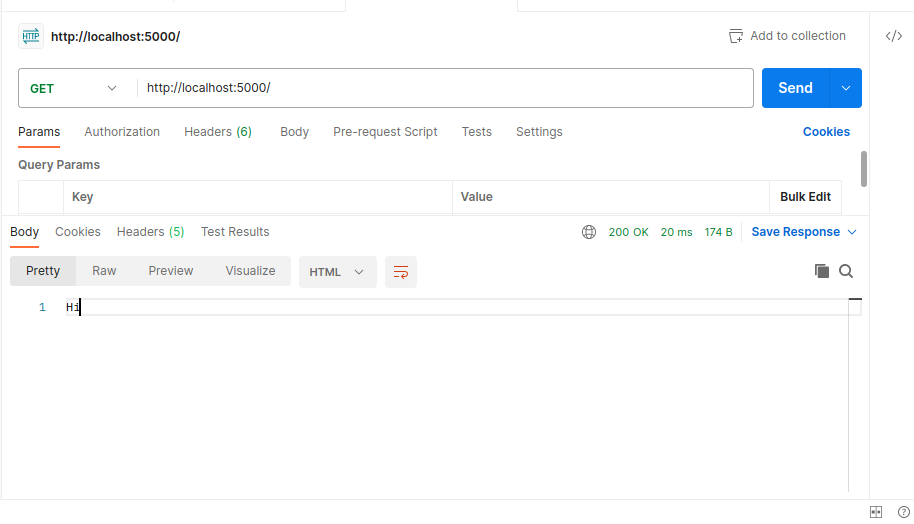 HTTP http://localhost:5000/ Add to collection </>
GET http://localhost:5000/ Send
Params Authorization Headers (6) Body Pre-request Script Tests Settings Cookies
Query Params
Key Value Bulk Edit
Body Cookies Headers (5) Test Results 200 OK 20 ms 174 B Save Response
Pretty Raw Preview Visualize HTML
1 Hi